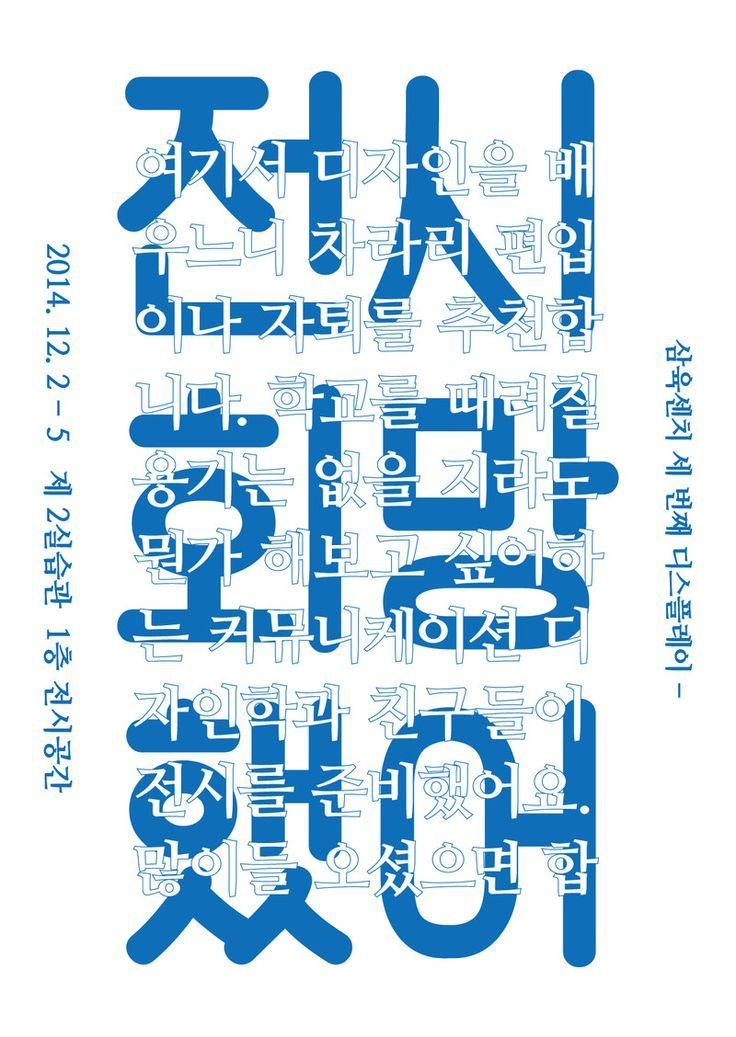 전시
회망
했어
여기서 디자인을 배
우느니 차라리 편입
이나 자퇴를 추천합
니다. 학교를 때려칠
용기는 없을 지라도
뭔가 해보고 싶어하
는 커뮤니케이션 디
자인학과 친구들이
전시를 준비했어요.
많이들 오셨으면 합
2014. 12. 2 – 5 제 2실습관 1층 전시공간
삼육센치 세 번째 디스플레이 –